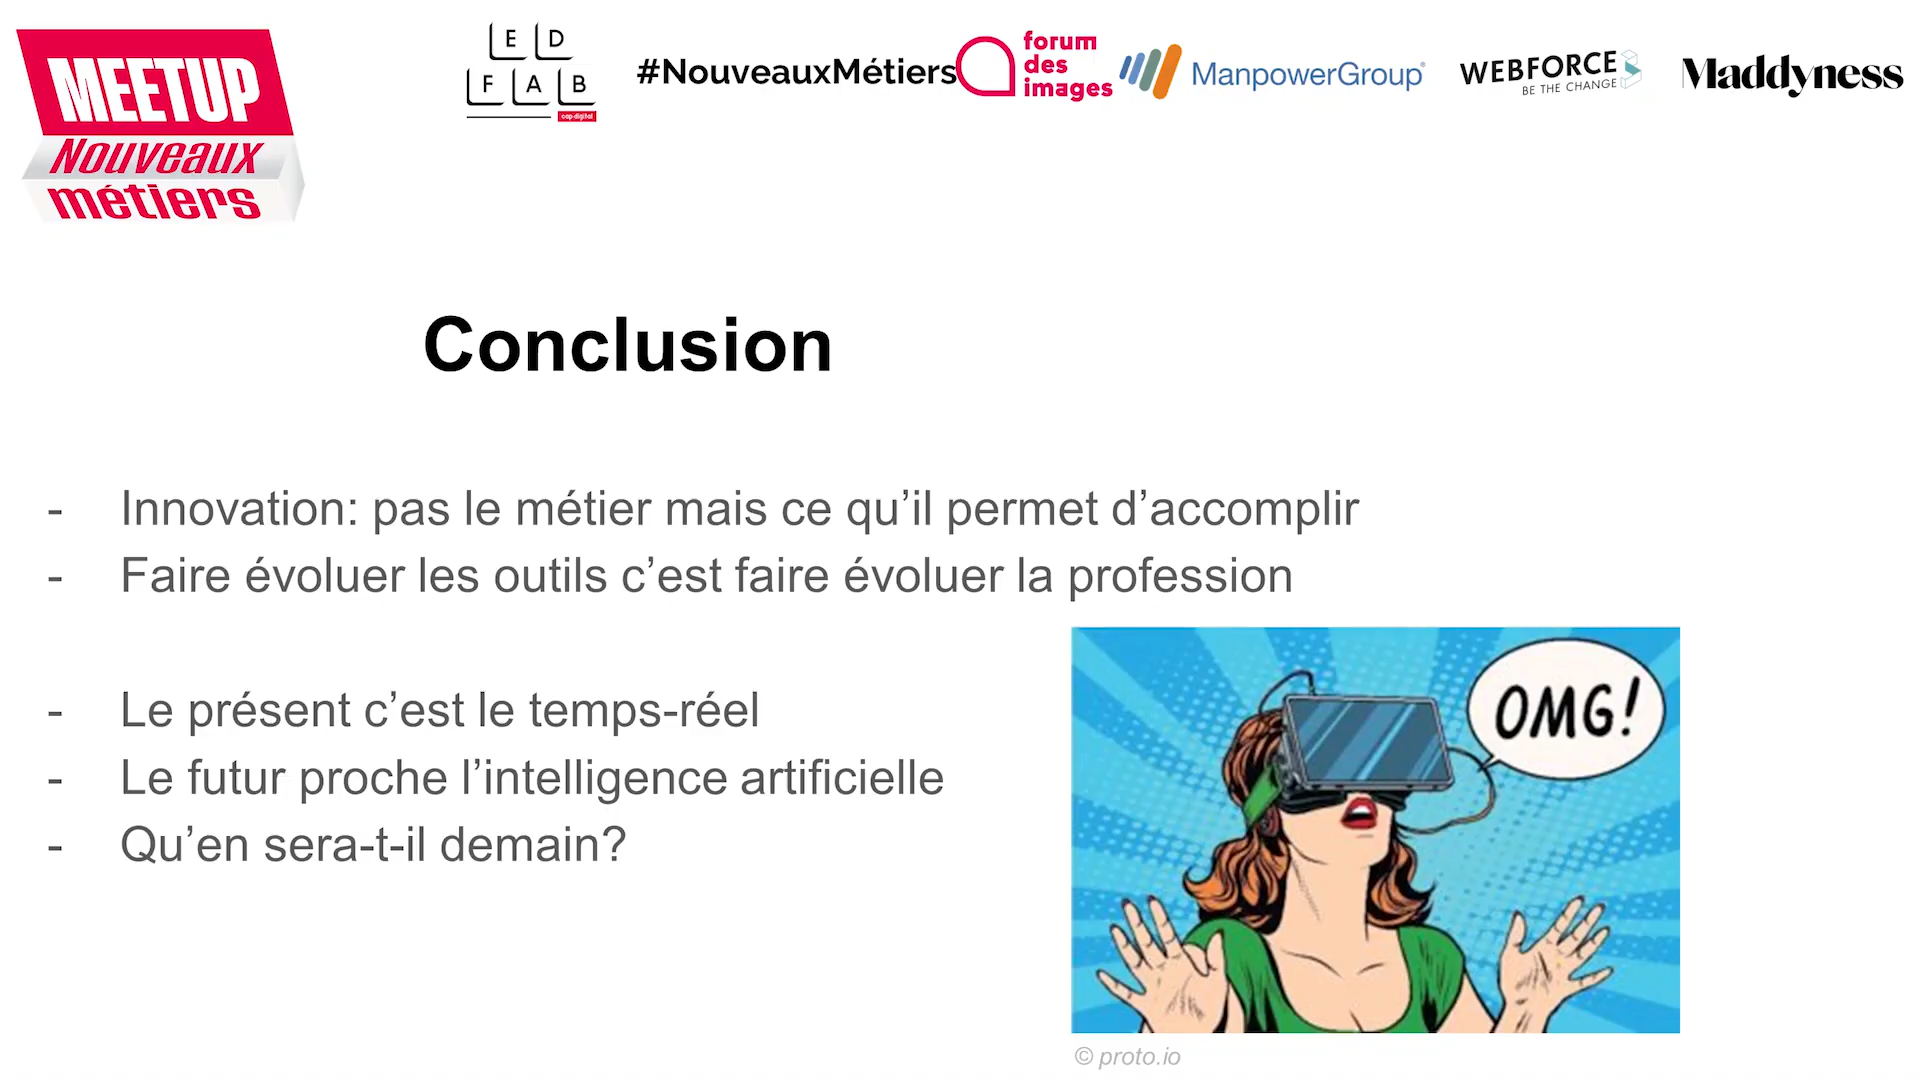 MEETUP
Nouveaux
métiers
E D
F A B
cap digital
#NouveauxMétiers
forum
des
images
ManpowerGroup
WEBFORCE
BE THE CHANGE
Maddyness
Conclusion
- Innovation: pas le métier mais ce qu’il permet d’accomplir
- Faire évoluer les outils c’est faire évoluer la profession
- Le présent c’est le temps-réel
- Le futur proche l’intelligence artificielle
- Qu’en sera-t-il demain?
OMG!
© proto.io